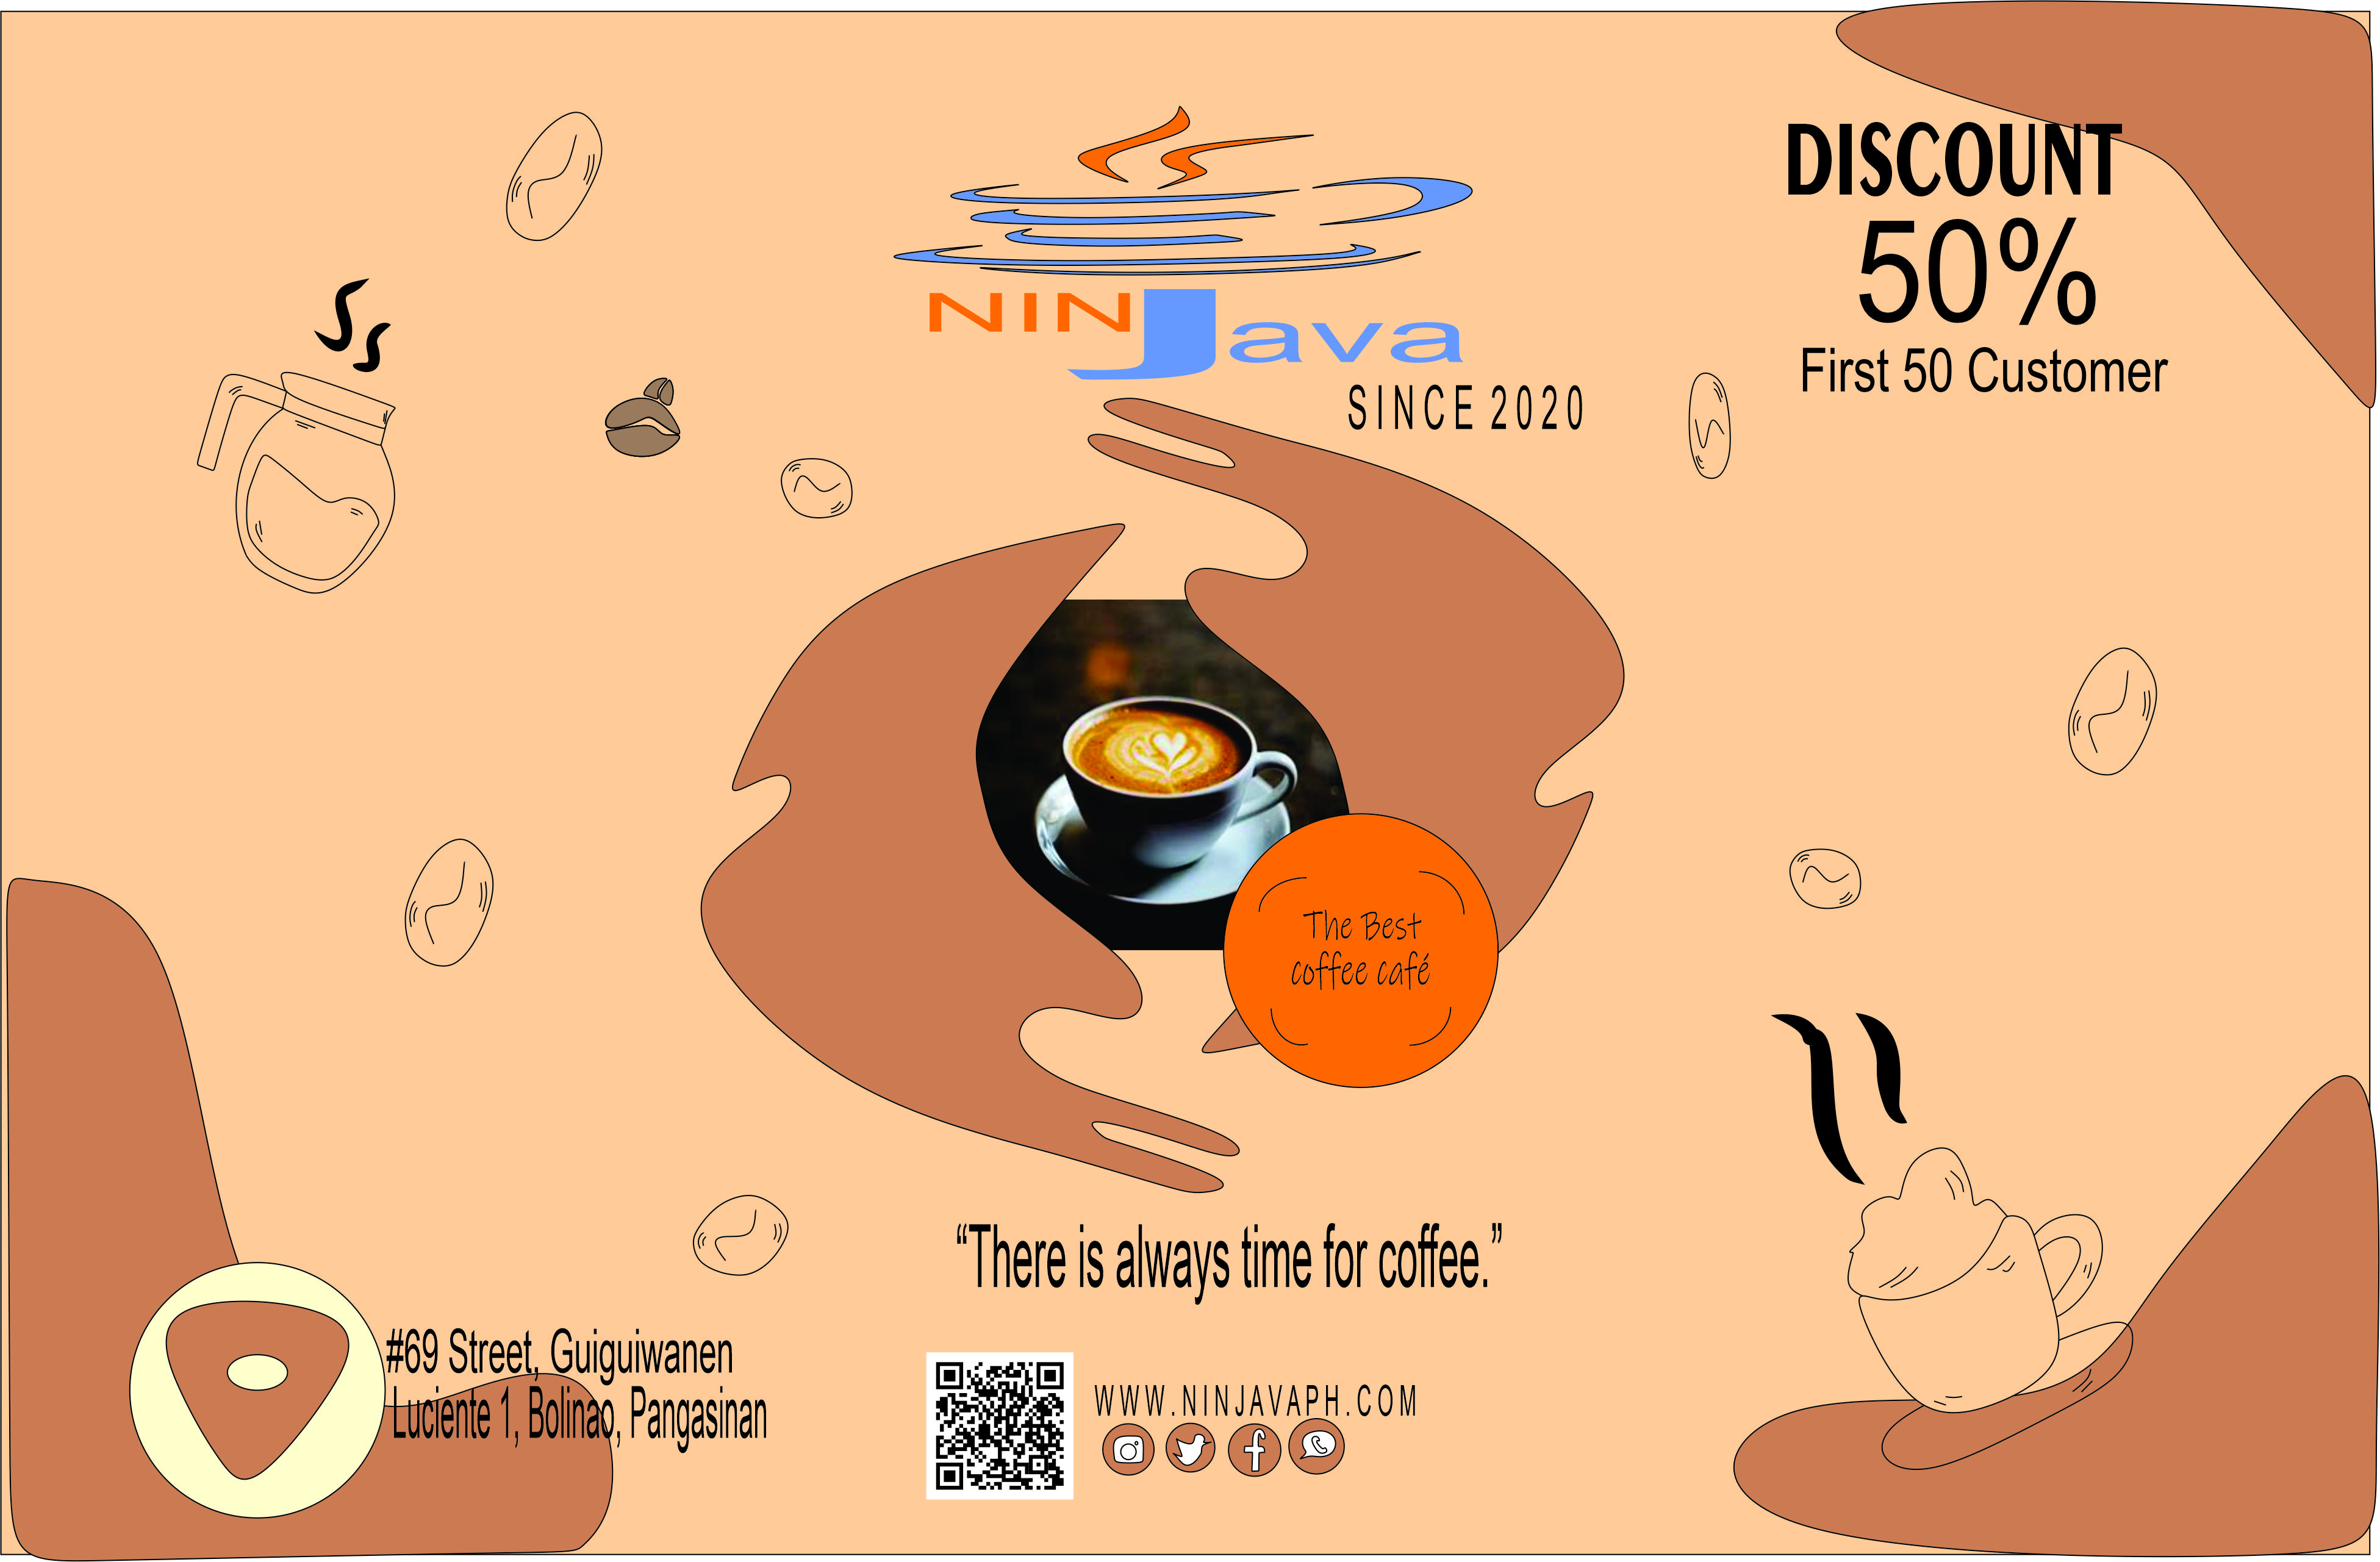 NINJava
SINCE 2020
DISCOUNT
50%
First 50 Customer
The Best
coffee café
“There is always time for coffee.”
#69 Street, Guiguiwanen
Luciente 1, Bolinao, Pangasinan
WWW.NINJAVAPH.COM